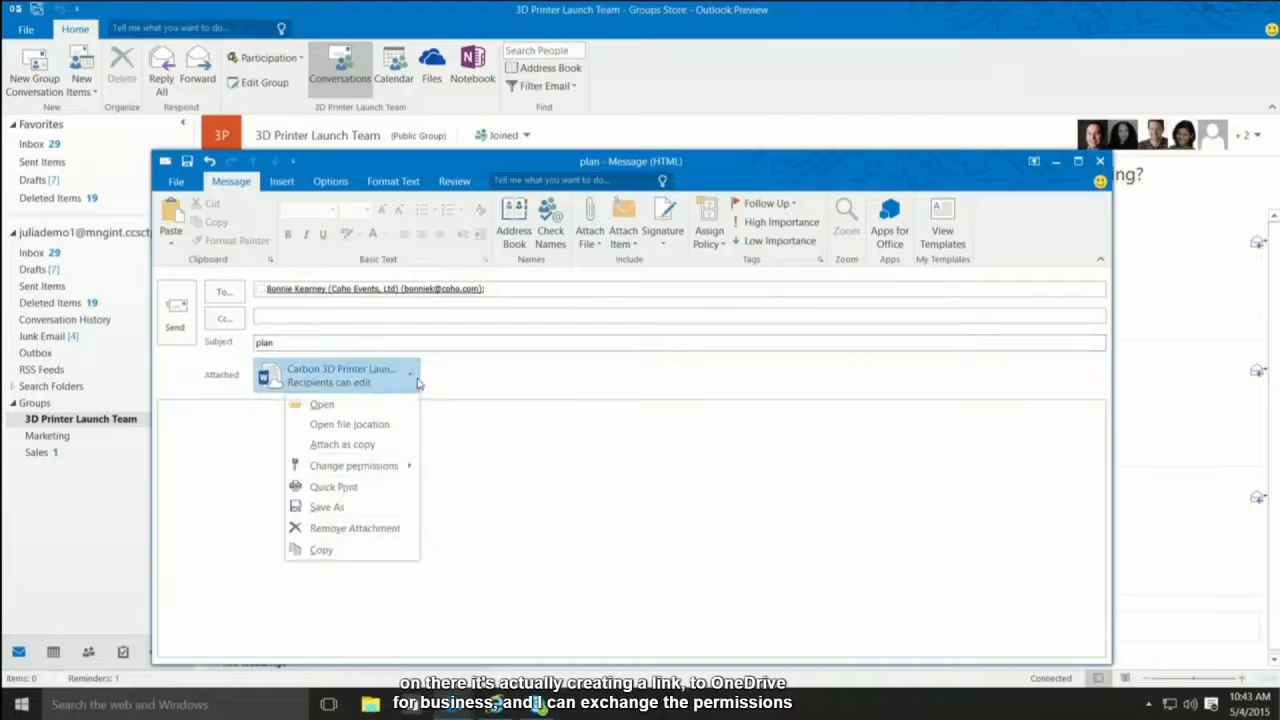 3D Printer Launch Team - Groups Store - Outlook Preview
File Home Tell me what you want to do...
New Group Conversation
New Items
Delete
Reply All
Forward
Participation
Edit Group
Conversations
Calendar
Files
Notebook
Search People
Address Book
Filter Email
New Organize Respond 3D Printer Launch Team Find
Favorites
Inbox 29
Sent Items
Drafts [7]
Deleted Items 19
juliademo1@mngint.ccsctp
Inbox 29
Drafts [7]
Sent Items
Deleted Items 19
Conversation History
Junk Email [4]
Outbox
RSS Feeds
Search Folders
Groups
3D Printer Launch Team
Marketing
Sales 1
3P 3D Printer Launch Team (Public Group) Joined + 2
ing?
plan - Message (HTML)
File Message Insert Options Format Text Review Tell me what you want to do...
Paste
Cut
Copy
Format Painter
B I U
Address Book
Check Names
Attach File
Attach Item
Signature
Assign Policy
Follow Up
High Importance
Low Importance
Zoom
Apps for Office
View Templates
Clipboard Basic Text Names Include Tags Zoom Apps My Templates
Send
To... Bonnie Kearney (Coho Events, Ltd) (bonniek@coho.com);
Cc...
Subject plan
Attached Carbon 3D Printer Laun...
Recipients can edit
Open
Open file location
Attach as copy
Change permissions
Quick Print
Save As
Remove Attachment
Copy
Items: 0 Reminders: 1 Connected
on there it's actually creating a link, to OneDrive
for business, and I can exchange the permissions
Search the web and Windows
10:43 AM
5/4/2015